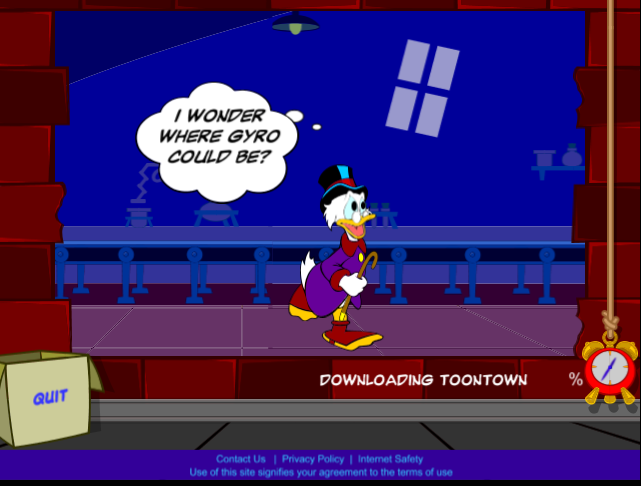 I WONDER
WHERE GYRO
COULD BE?
QUIT
DOWNLOADING TOONTOWN %
Contact Us | Privacy Policy | Internet Safety
Use of this site signifies your agreement to the terms of use